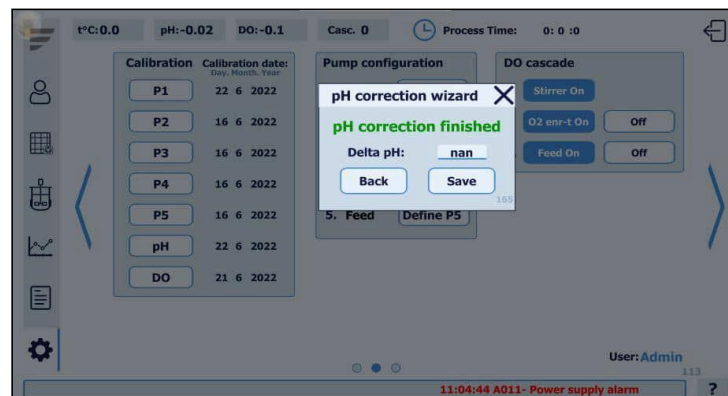 t°C:0.0 pH:-0.02 DO:-0.1 Casc. 0 Process Time: 0: 0 :0
Calibration Calibration date:
Day. Month. Year
P1 22 6 2022
P2 16 6 2022
P3 16 6 2022
P4 16 6 2022
P5 16 6 2022
pH 22 6 2022
DO 21 6 2022
Pump configuration
5. Feed Define P5
pH correction wizard
pH correction finished
Delta pH: nan
Back Save
165
DO cascade
Stirrer On
O2 enr-t On Off
Feed On Off
User: Admin
113
11:04:44 A011- Power supply alarm ?